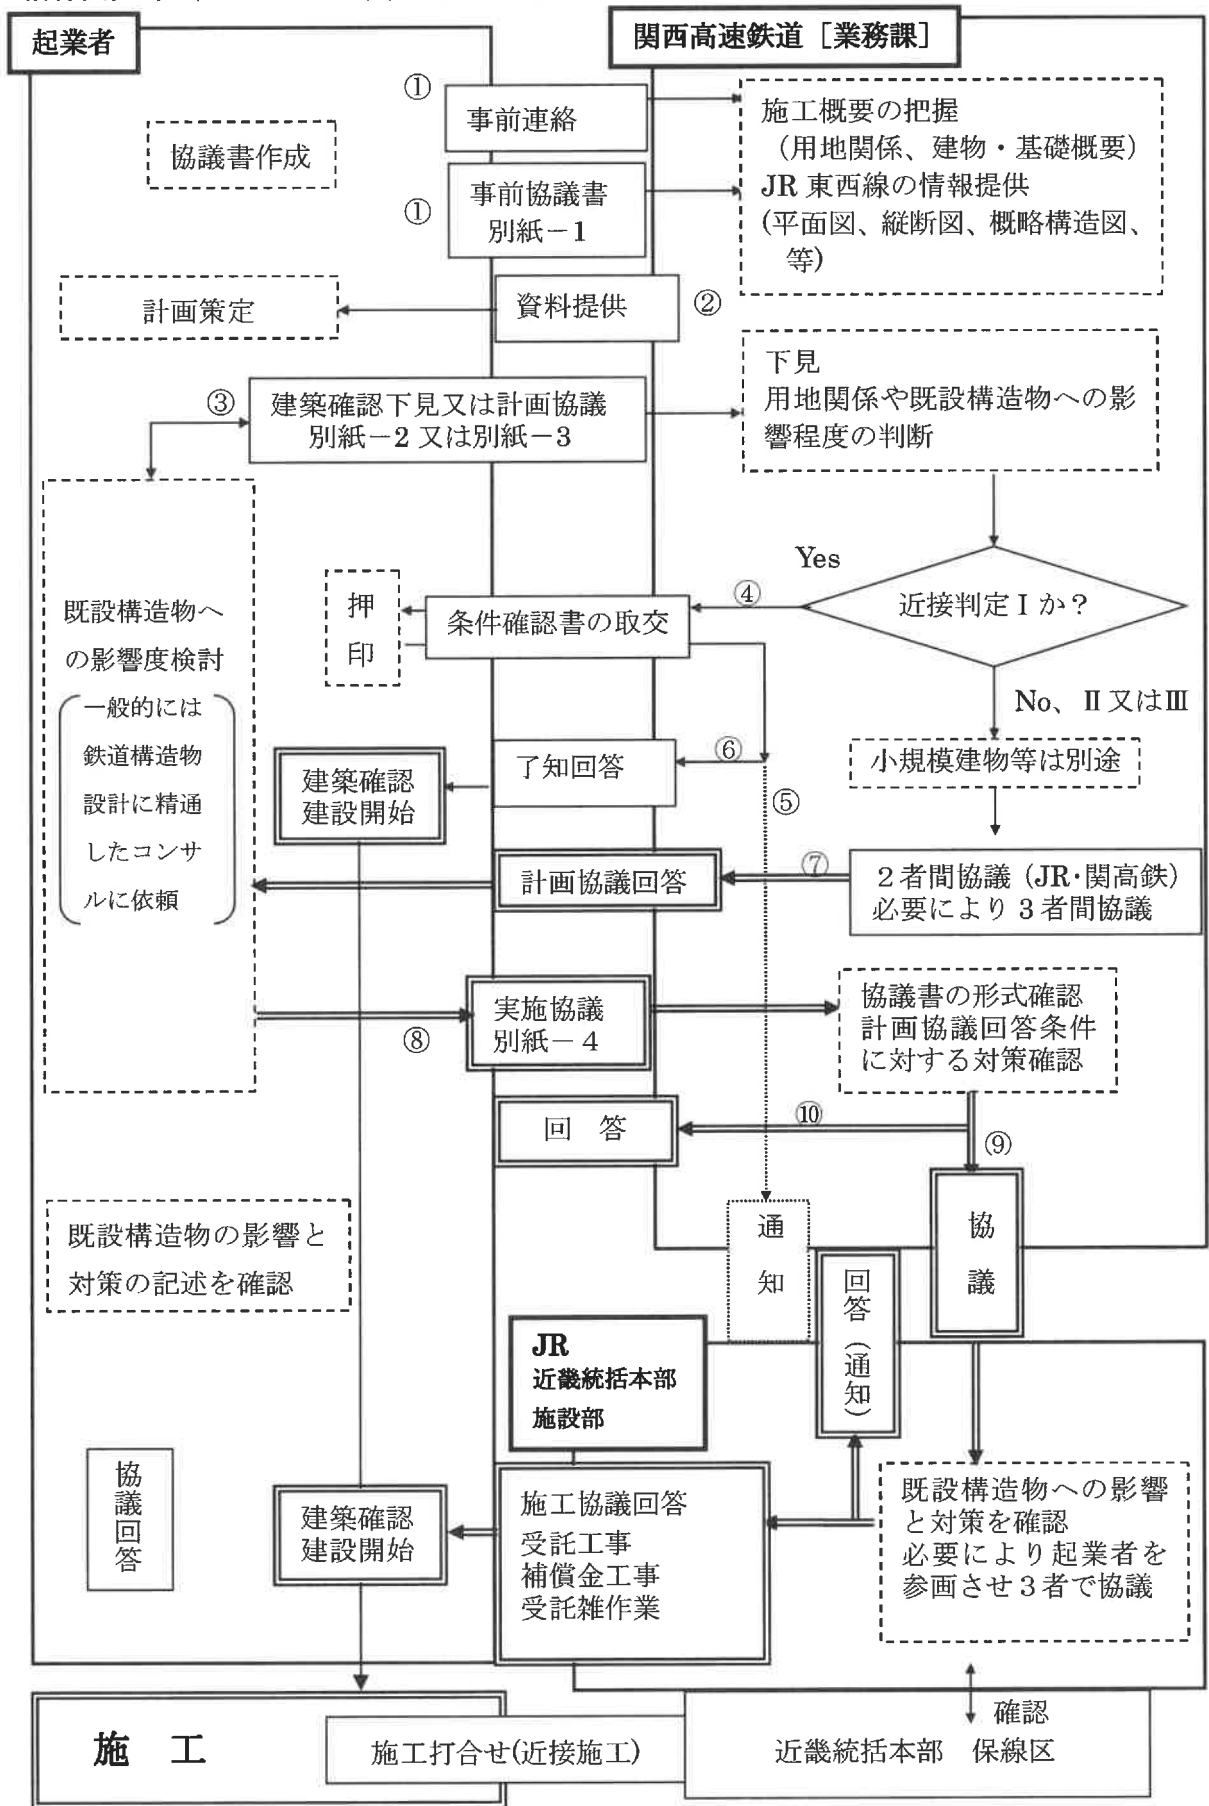 起業者
関西高速鉄道［業務課］
①
事前連絡
施工概要の把握
（用地関係、建物・基礎概要）
JR 東西線の情報提供
(平面図、縦断図、概略構造図、
等)
協議書作成
①
事前協議書
別紙－1
計画策定
資料提供
②
下見
用地関係や既設構造物への影
響程度の判断
③
建築確認下見又は計画協議
別紙－2 又は別紙－3
Yes
近接判定Ⅰか？
④
条件確認書の取交
押
印
No、Ⅱ又はⅢ
既設構造物へ
の影響度検討
一般的には
鉄道構造物
設計に精通
したコンサ
ルに依頼
小規模建物等は別途
⑥
了知回答
建築確認
建設開始
⑤
⑦
計画協議回答
２者間協議（JR・関高鉄）
必要により３者間協議
⑧
実施協議
別紙－４
協議書の形式確認
計画協議回答条件
に対する対策確認
回　答
⑩
⑨
既設構造物の影響と
対策の記述を確認
通
知
協
議
回答（通知）
JR
近畿統括本部
施設部
協議回答
建築確認
建設開始
施工協議回答
受託工事
補償金工事
受託雑作業
既設構造物への影響
と対策を確認
必要により起業者を
参画させ３者で協議
確認
施　工
施工打合せ(近接施工)
近畿統括本部　保線区